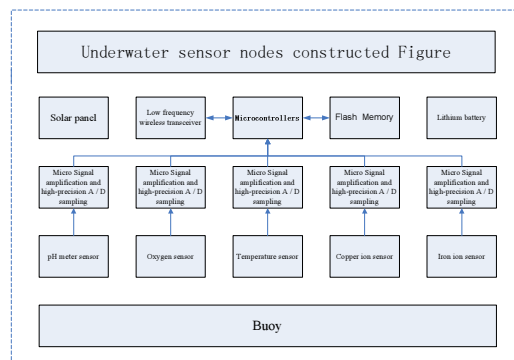 Underwater sensor nodes constructed Figure
Solar panel
Low frequency
wireless transceiver
Microcontrollers
Flash Memory
Lithium battery
Micro Signal
amplification and
high-precision A / D
sampling
Micro Signal
amplification and
high-precision A / D
sampling
Micro Signal
amplification and
high-precision A / D
sampling
Micro Signal
amplification and
high-precision A / D
sampling
Micro Signal
amplification and
high-precision A / D
sampling
pH meter sensor
Oxygen sensor
Temperature sensor
Copper ion sensor
Iron ion sensor
Buoy